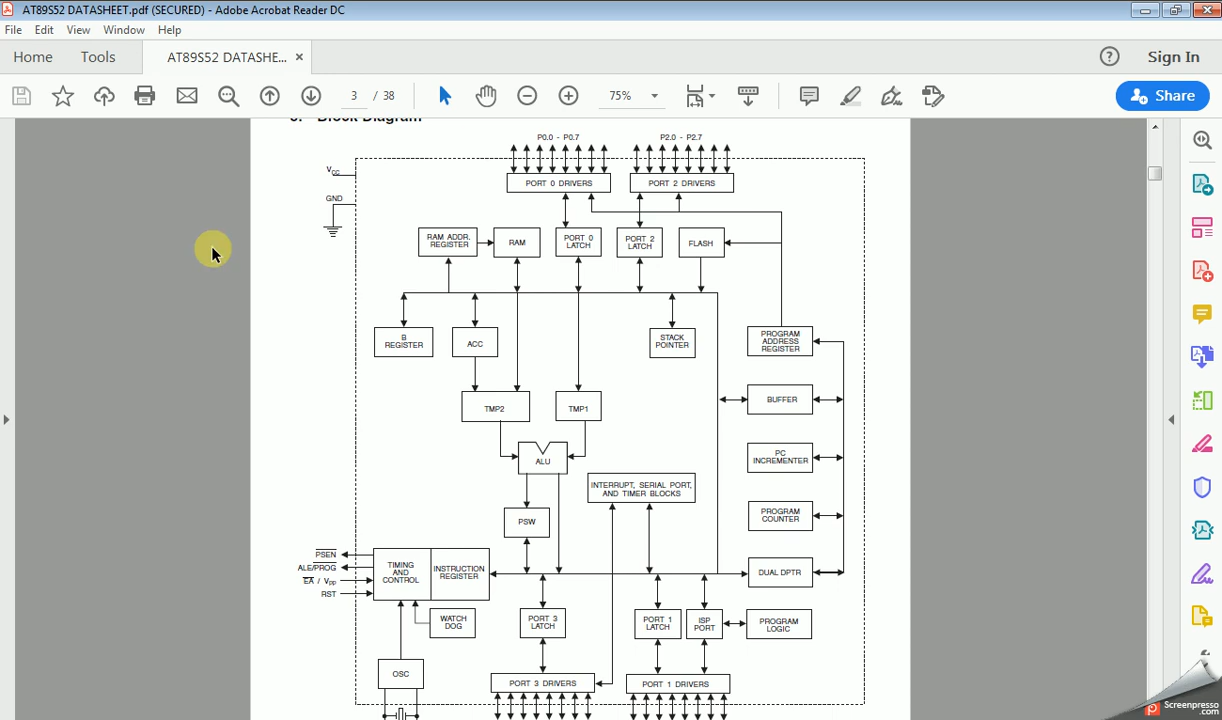 AT89S52 DATASHEET.pdf (SECURED) - Adobe Acrobat Reader DC
File Edit View Window Help
Home Tools AT89S52 DATASHE... × Sign In
3 / 38 75% Share
3. Block Diagram
P0.0 - P0.7 P2.0 - P2.7
VCC
PORT 0 DRIVERS PORT 2 DRIVERS
GND
RAM ADDR.
REGISTER
RAM
PORT 0
LATCH
PORT 2
LATCH
FLASH
B
REGISTER
ACC
STACK
POINTER
PROGRAM
ADDRESS
REGISTER
TMP2 TMP1
BUFFER
ALU
PC
INCREMENTER
INTERRUPT, SERIAL PORT,
AND TIMER BLOCKS
PSW
PROGRAM
COUNTER
PSEN
ALE/PROG
EA / VPP
RST
TIMING
AND
CONTROL
INSTRUCTION
REGISTER
DUAL DPTR
WATCH
DOG
PORT 3
LATCH
PORT 1
LATCH
ISP
PORT
PROGRAM
LOGIC
OSC
PORT 3 DRIVERS PORT 1 DRIVERS
Screenpresso
.com